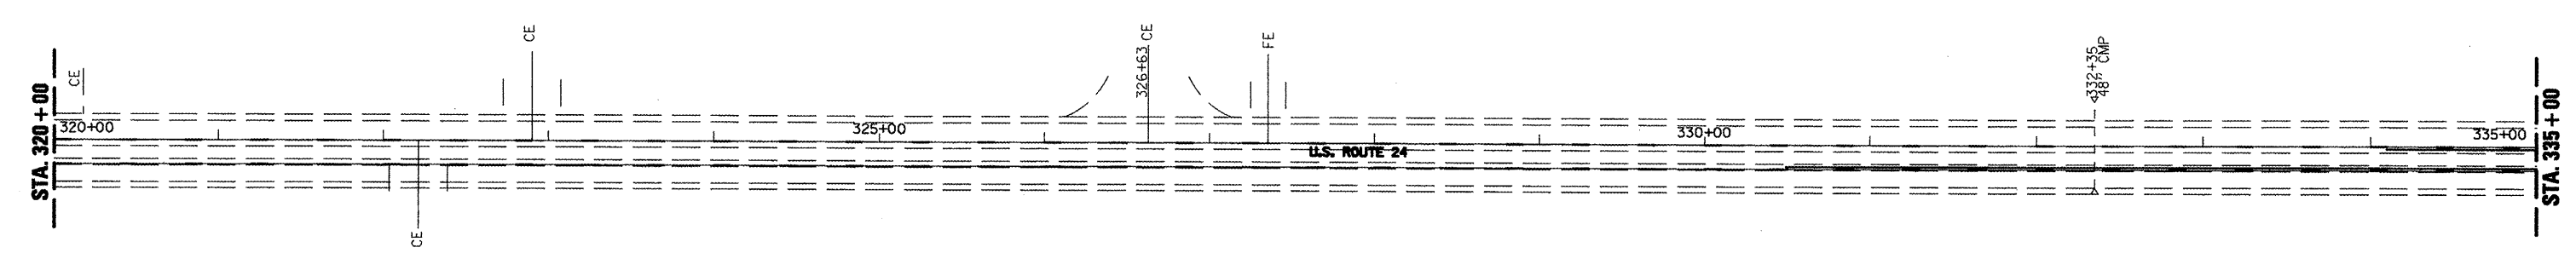 STA. 320+00
CE
320+00
CE
CE
325+00
326+63 CE
FE
U.S. ROUTE 24
330+00
332+35
48" CMP
335+00
STA. 335+00